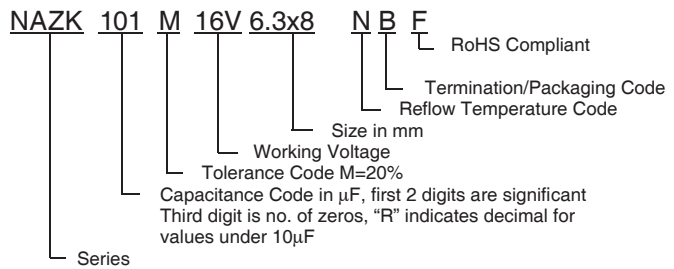 NAZK 101 M 16V 6.3x8 N B F
RoHS Compliant
Termination/Packaging Code
Reflow Temperature Code
Size in mm
Working Voltage
Tolerance Code M=20%
Capacitance Code in μF, first 2 digits are significant
Third digit is no. of zeros, “R” indicates decimal for
values under 10μF
Series